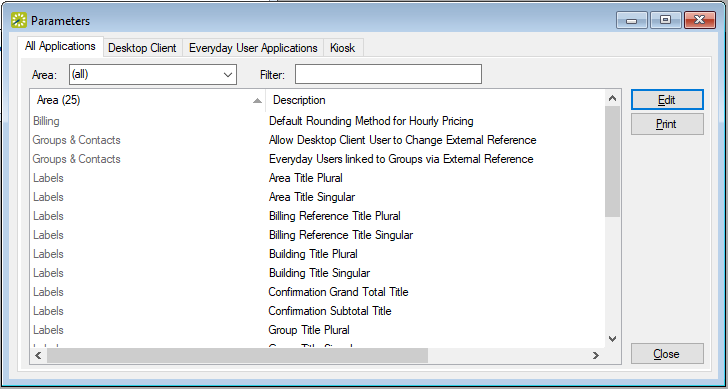 Parameters
All Applications Desktop Client Everyday User Applications Kiosk
Area: (all) Filter:
Area (25) Description
Billing Default Rounding Method for Hourly Pricing
Groups & Contacts Allow Desktop Client User to Change External Reference
Groups & Contacts Everyday Users linked to Groups via External Reference
Labels Area Title Plural
Labels Area Title Singular
Labels Billing Reference Title Plural
Labels Billing Reference Title Singular
Labels Building Title Plural
Labels Building Title Singular
Labels Confirmation Grand Total Title
Labels Confirmation Subtotal Title
Labels Group Title Plural
Edit
Print
Close